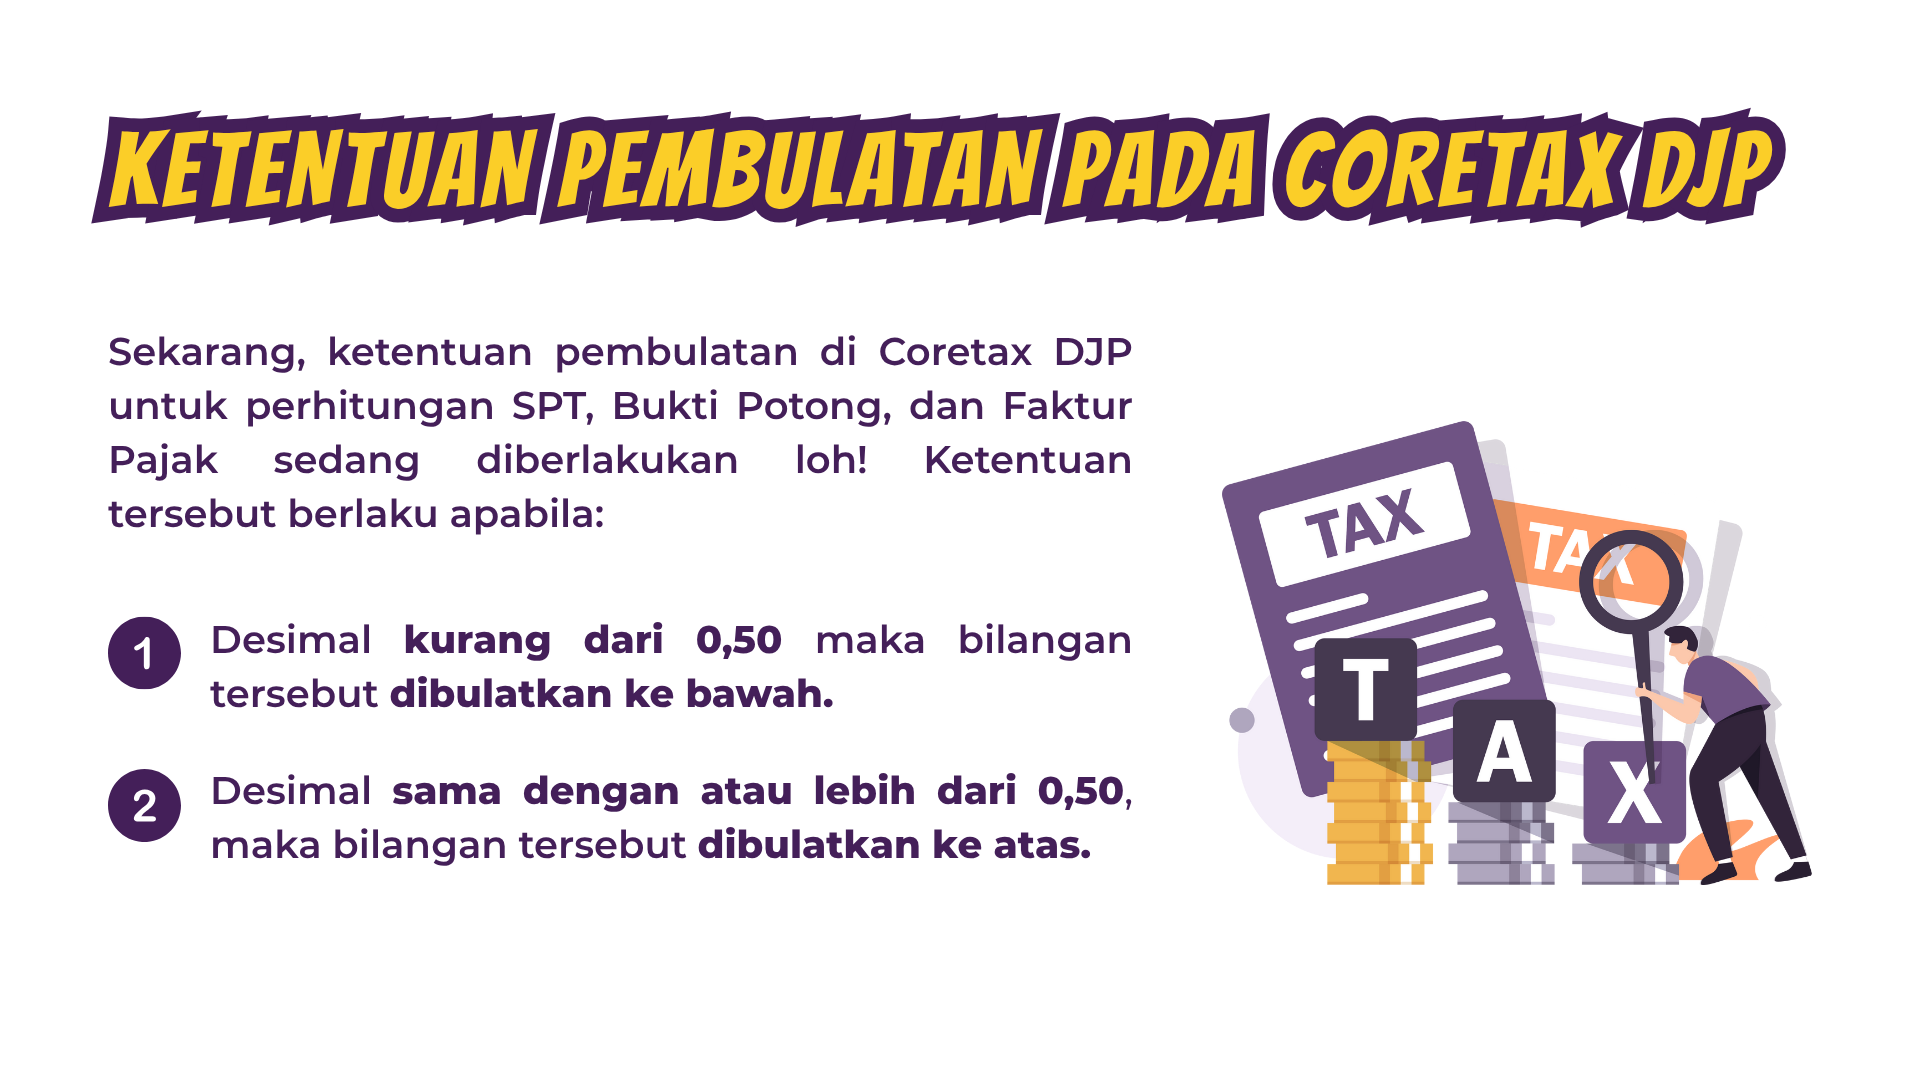 KETENTUAN PEMBULATAN PADA CORETAX DJP
Sekarang, ketentuan pembulatan di Coretax DJP
untuk perhitungan SPT, Bukti Potong, dan Faktur
Pajak sedang diberlakukan loh! Ketentuan
tersebut berlaku apabila:
1 Desimal kurang dari 0,50 maka bilangan
tersebut dibulatkan ke bawah.
2 Desimal sama dengan atau lebih dari 0,50,
maka bilangan tersebut dibulatkan ke atas.
TAX
TAX
T
A
X